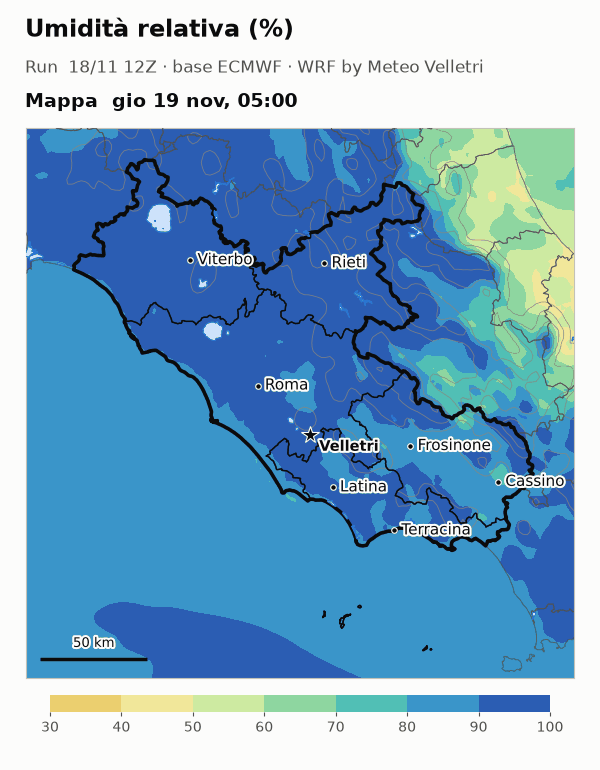 Umidità relativa (%)
Run  18/11 12Z · base ECMWF · WRF by Meteo Velletri
Mappa  gio 19 nov, 05:00
Viterbo
Rieti
Roma
Velletri
Frosinone
Latina
Cassino
Terracina
50 km
30 40 50 60 70 80 90 100